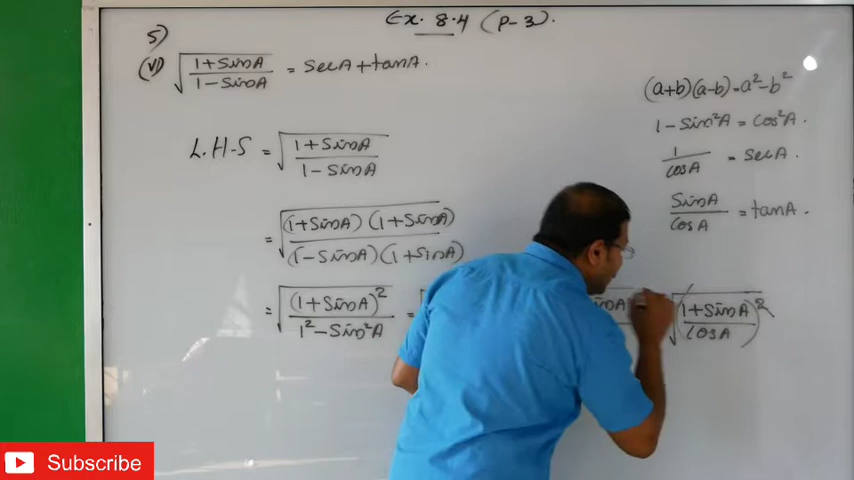 Ex. 8.4 (P-3).
5)
(vi) √((1+SinA)/(1-SinA)) = SecA+tanA.
(a+b)(a-b)=a²-b²
1-Sin²A = Cos²A.
1/CosA = SecA.
SinA/CosA = tanA.
L.H.S = √((1+SinA)/(1-SinA))
= √((1+SinA)(1+SinA)/(1-SinA)(1+SinA))
= √((1+SinA)²/(1²-Sin²A)) =
√((1+SinA)/CosA)²
Subscribe